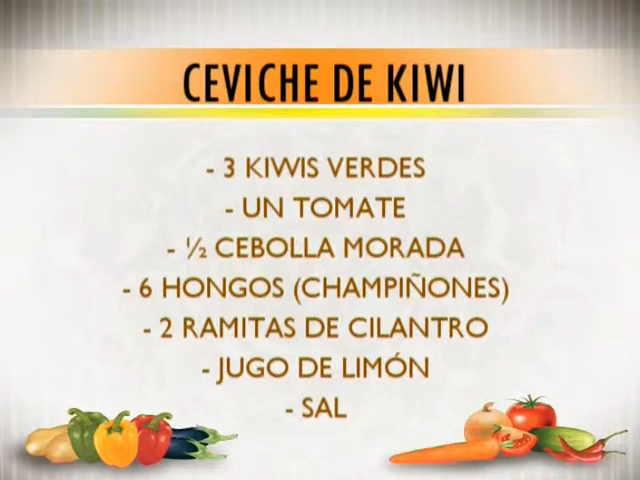 CEVICHE DE KIWI
- 3 KIWIS VERDES
- UN TOMATE
- ½ CEBOLLA MORADA
- 6 HONGOS (CHAMPIÑONES)
- 2 RAMITAS DE CILANTRO
- JUGO DE LIMÓN
- SAL